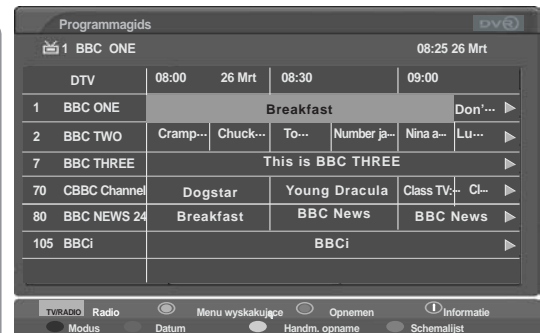 Programmagids DVR
1 BBC ONE 08:25 26 Mrt
DTV 08:00 26 Mrt 08:30 09:00
1 BBC ONE Breakfast Don'···
2 BBC TWO Cramp··· Chuck··· To··· Number ja··· Nina a··· Lu···
7 BBC THREE This is BBC THREE
70 CBBC Channel Dogstar Young Dracula Class TV:··· Cl···
80 BBC NEWS 24 Breakfast BBC News BBC News
105 BBCi BBCi
TV/RADIO Radio Menu wyskakujące Opnemen Informatie
Modus Datum Handm. opname Schemalijst